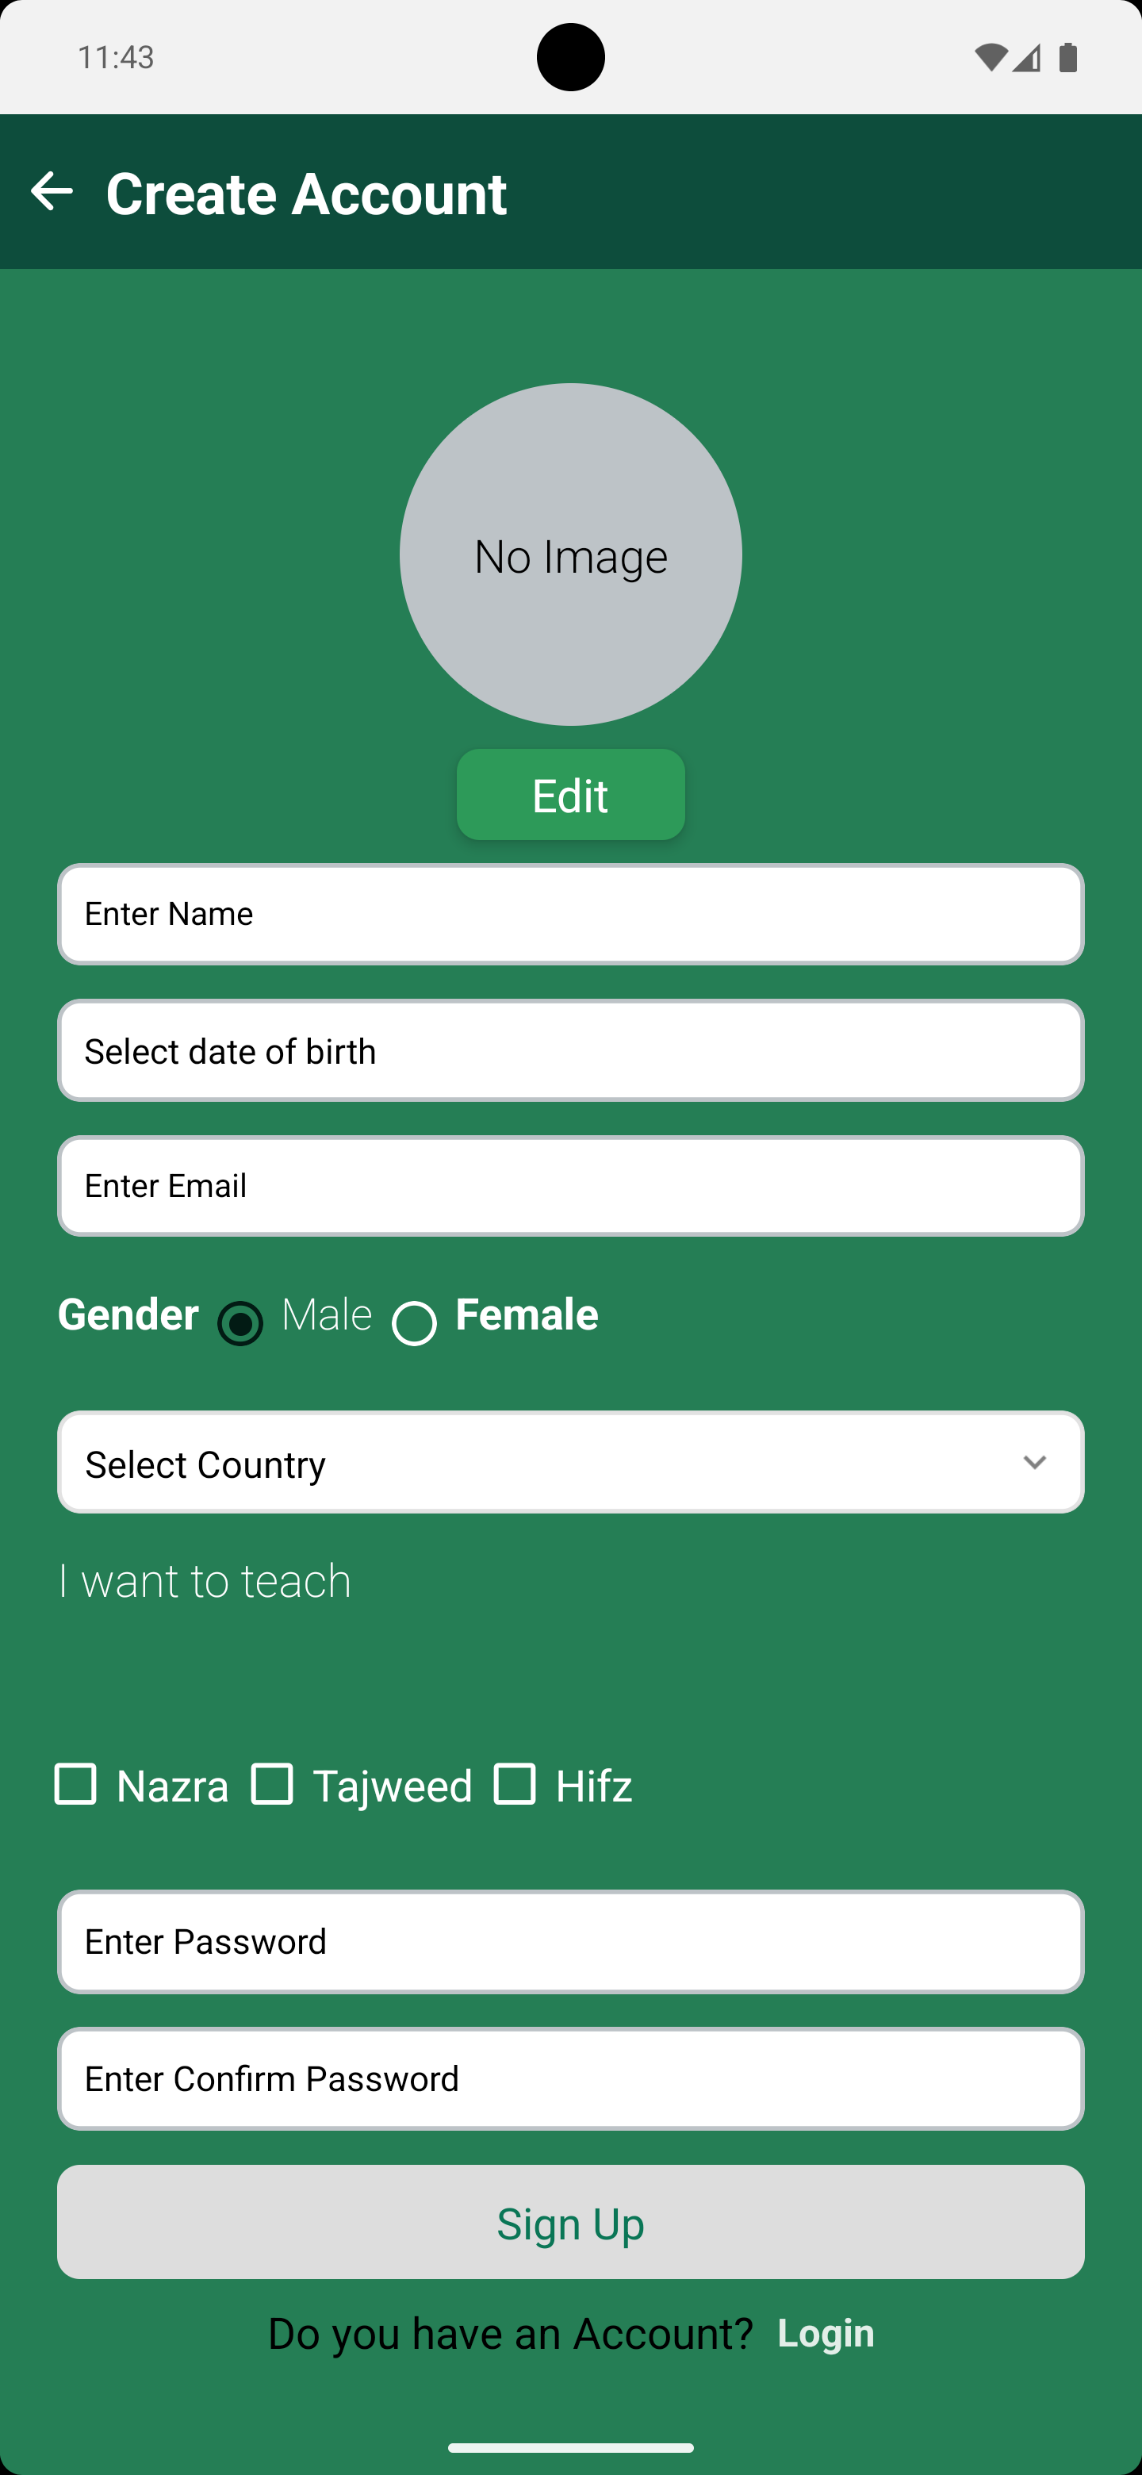 11:43
Create Account
No Image
Edit
Enter Name
Select date of birth
Enter Email
Gender Male Female
Select Country
I want to teach
Nazra Tajweed Hifz
Enter Password
Enter Confirm Password
Sign Up
Do you have an Account? Login